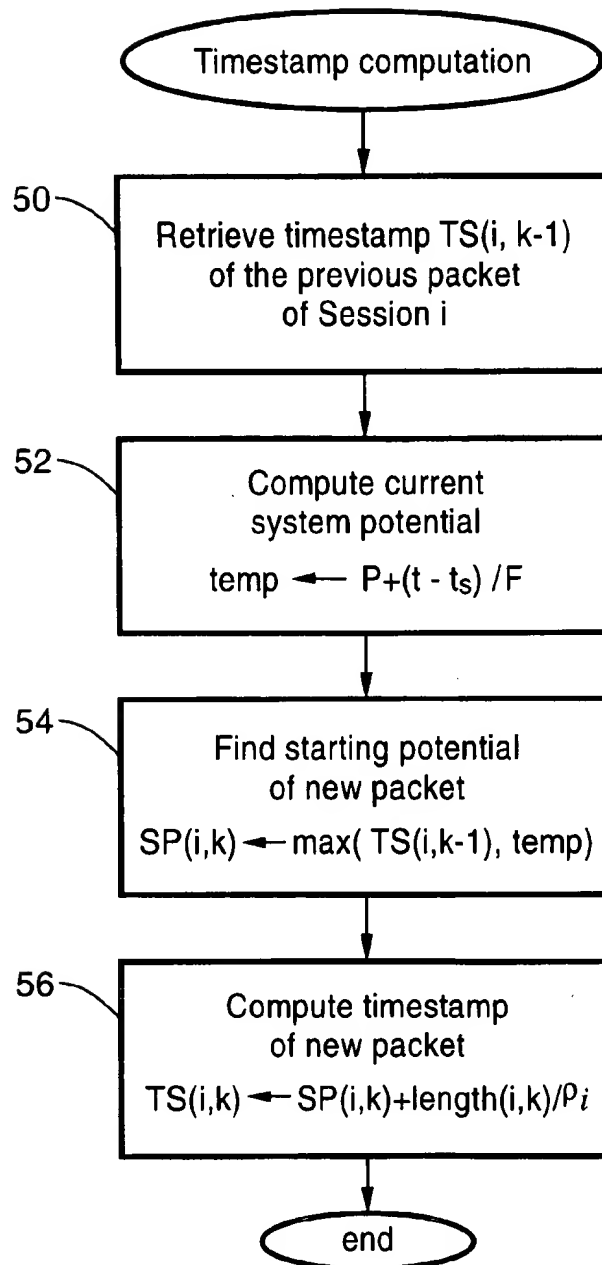 Timestamp computation
50
Retrieve timestamp TS(i, k-1)
of the previous packet
of Session i
52
Compute current
system potential
temp ← P+(t - ts) /F
54
Find starting potential
of new packet
SP(i,k) ← max( TS(i,k-1), temp)
56
Compute timestamp
of new packet
TS(i,k) ← SP(i,k)+length(i,k)/ρi
end